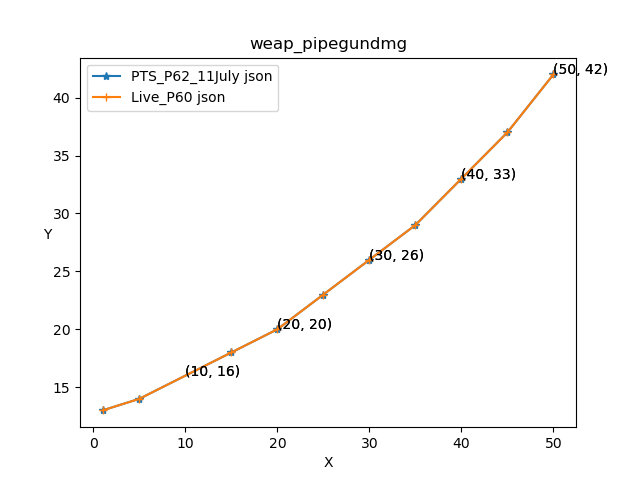 weap_pipegundmg
PTS_P62_11July json
Live_P60 json
(50, 42)
(40, 33)
(30, 26)
(20, 20)
(10, 16)
40
35
30
25
20
15
Y
0 10 20 30 40 50
X